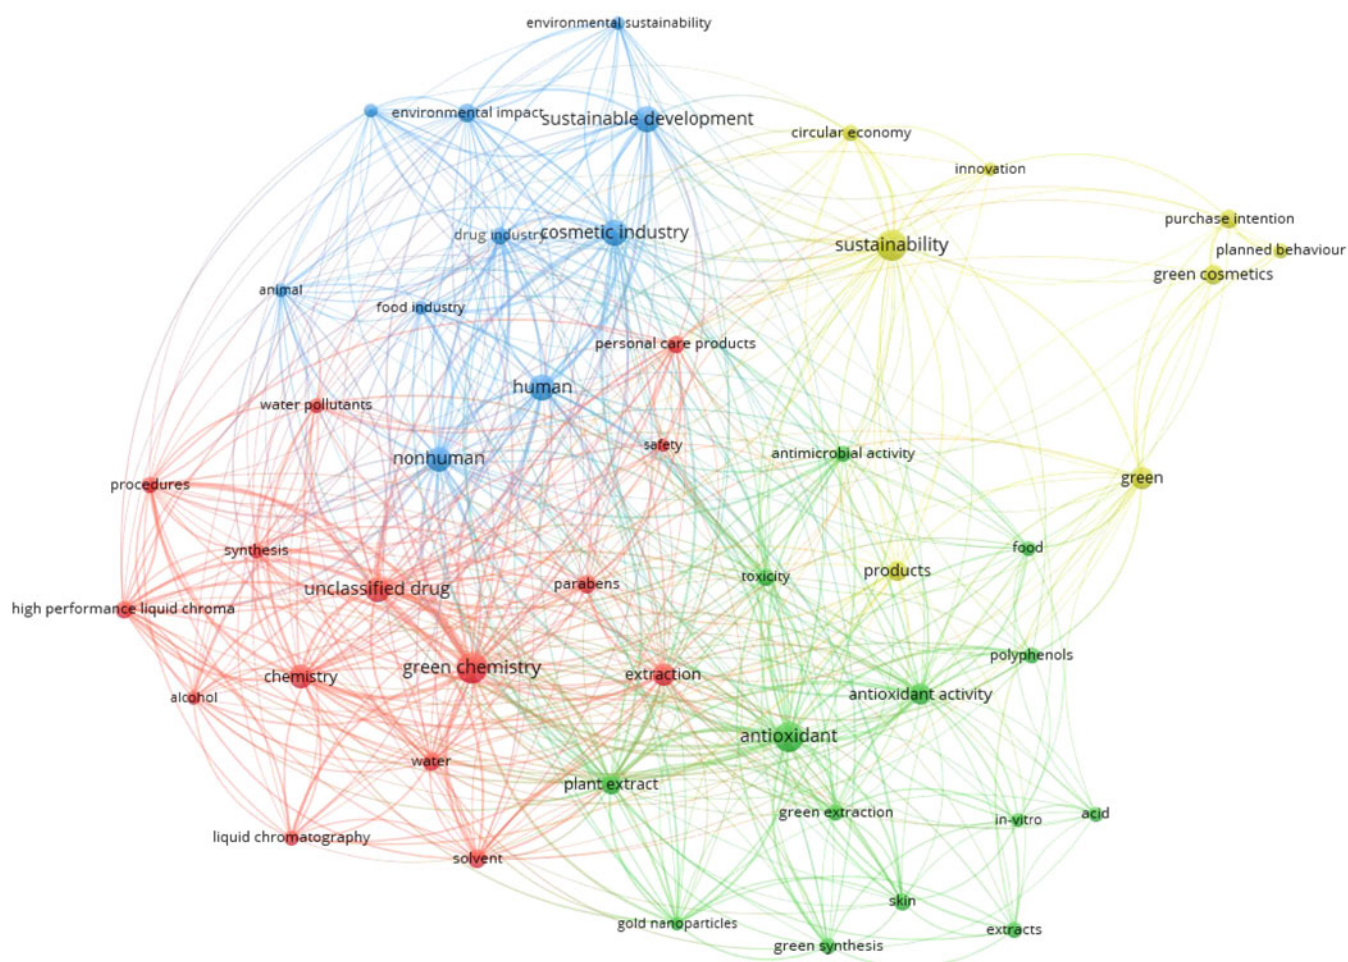 environmental sustainability
environmental impact
sustainable development
circular economy
innovation
purchase intention
planned behaviour
green cosmetics
drug industry
cosmetic industry
sustainability
animal
food industry
personal care products
human
water pollutants
safety
antimicrobial activity
nonhuman
procedures
green
synthesis
food
unclassified drug
parabens
toxicity
products
high performance liquid chroma
polyphenols
chemistry
green chemistry
extraction
antioxidant activity
alcohol
antioxidant
water
plant extract
green extraction
in-vitro
acid
liquid chromatography
solvent
skin
gold nanoparticles
extracts
green synthesis